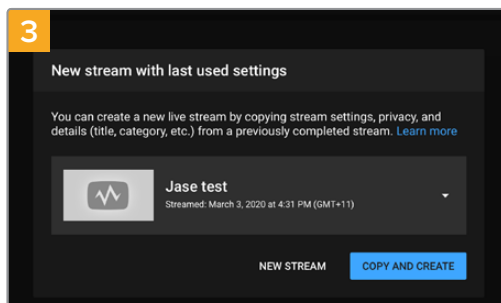 3
New stream with last used settings
You can create a new live stream by copying stream settings, privacy, and
details (title, category, etc.) from a previously completed stream. Learn more
Jase test
Streamed: March 3, 2020 at 4:31 PM (GMT+11)
NEW STREAM COPY AND CREATE